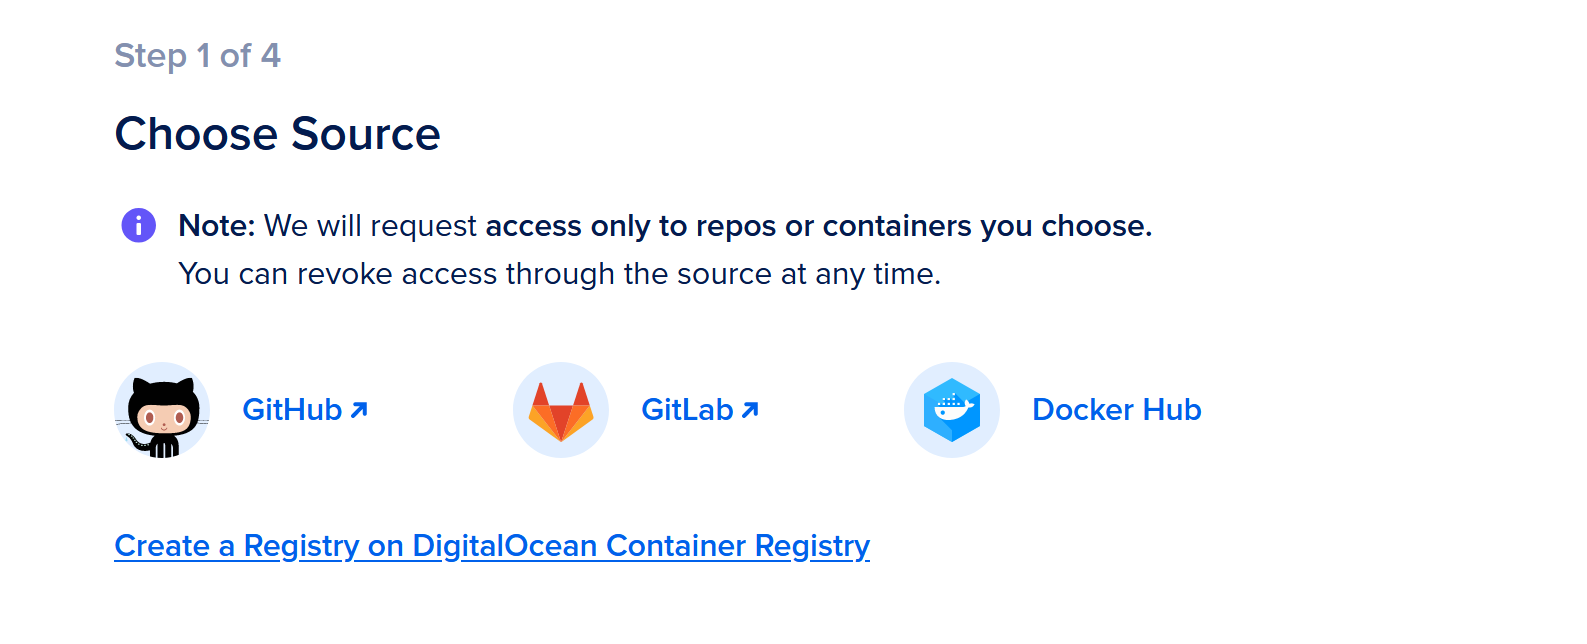 Step 1 of 4
Choose Source
Note: We will request access only to repos or containers you choose.
You can revoke access through the source at any time.
GitHub
GitLab
Docker Hub
Create a Registry on DigitalOcean Container Registry